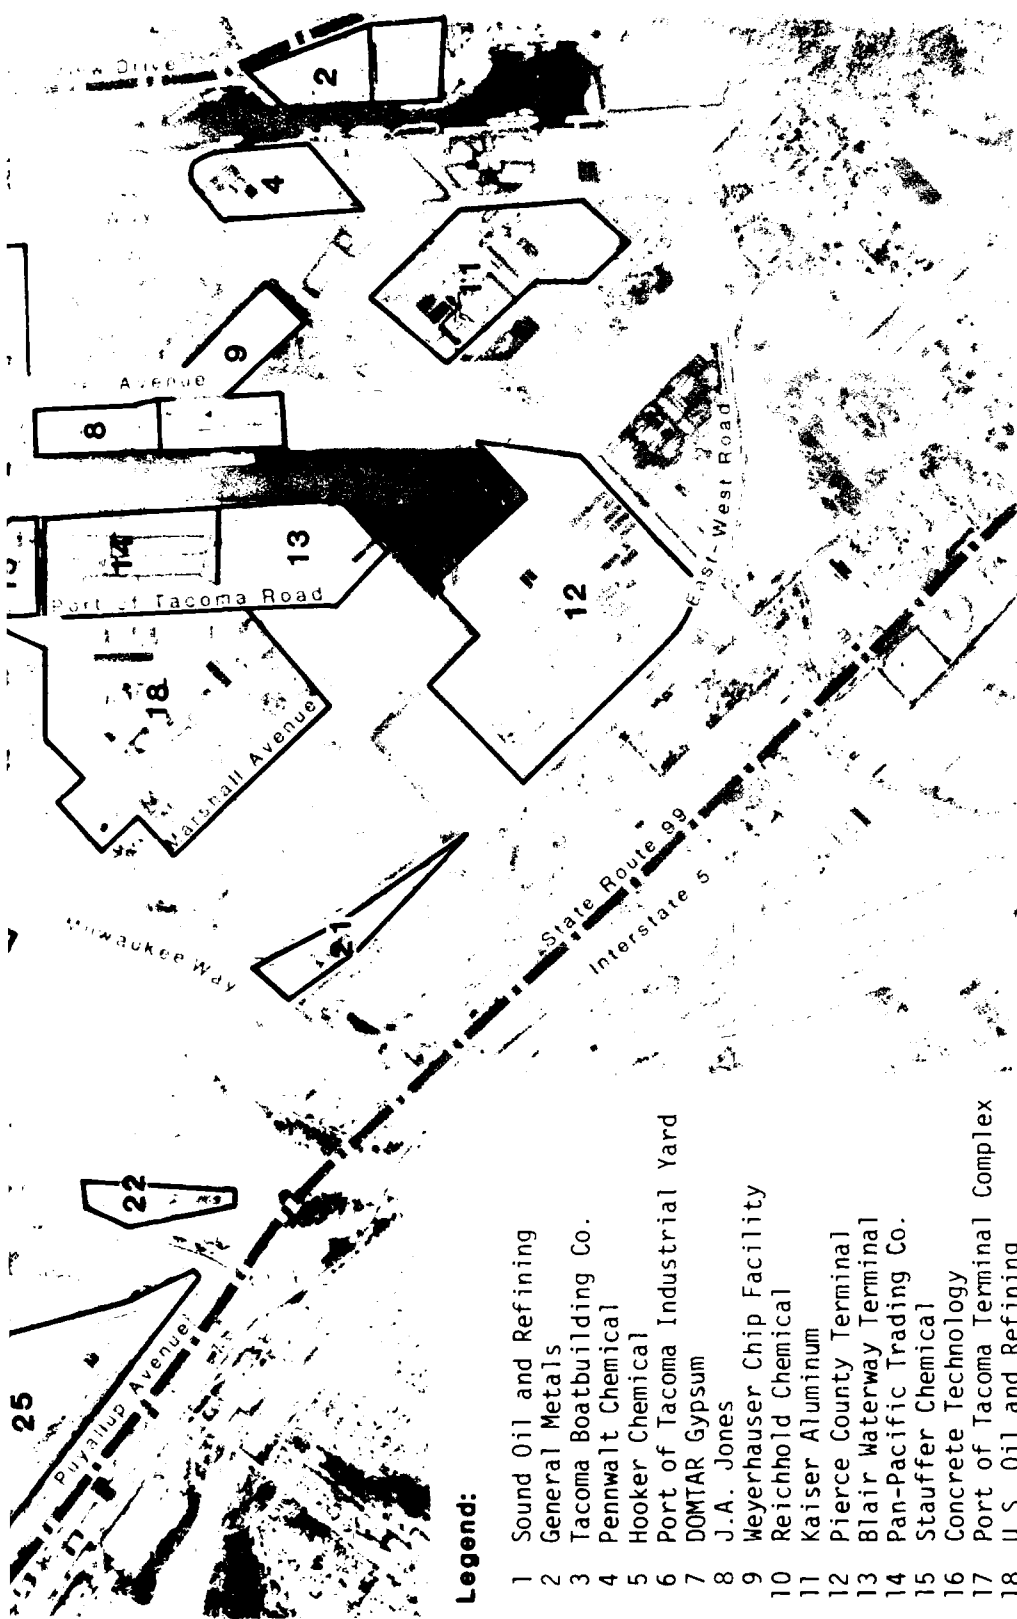 2
4
11
9
Avenue
8
13
14
Port of Tacoma Road
12
East-West Road
18
Marshall Avenue
Milwaukee Way
21
State Route 99
Interstate 5
22
25
Puyallup Avenue
Legend:
1 Sound Oil and Refining
2 General Metals
3 Tacoma Boatbuilding Co.
4 Pennwalt Chemical
5 Hooker Chemical
6 Port of Tacoma Industrial Yard
7 DOMTAR Gypsum
8 J.A. Jones
9 Weyerhauser Chip Facility
10 Reichhold Chemical
11 Kaiser Aluminum
12 Pierce County Terminal
13 Blair Waterway Terminal
14 Pan-Pacific Trading Co.
15 Stauffer Chemical
16 Concrete Technology
17 Port of Tacoma Terminal Complex
18 U.S. Oil and Refining